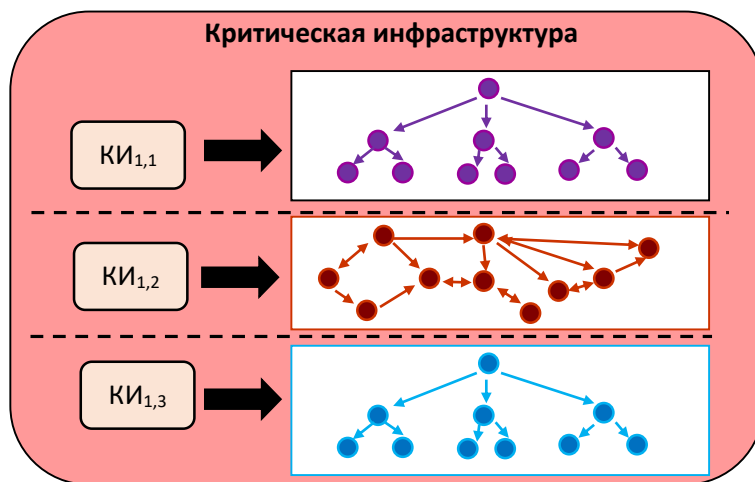 Критическая инфраструктура
КИ₁,₁
КИ₁,₂
КИ₁,₃